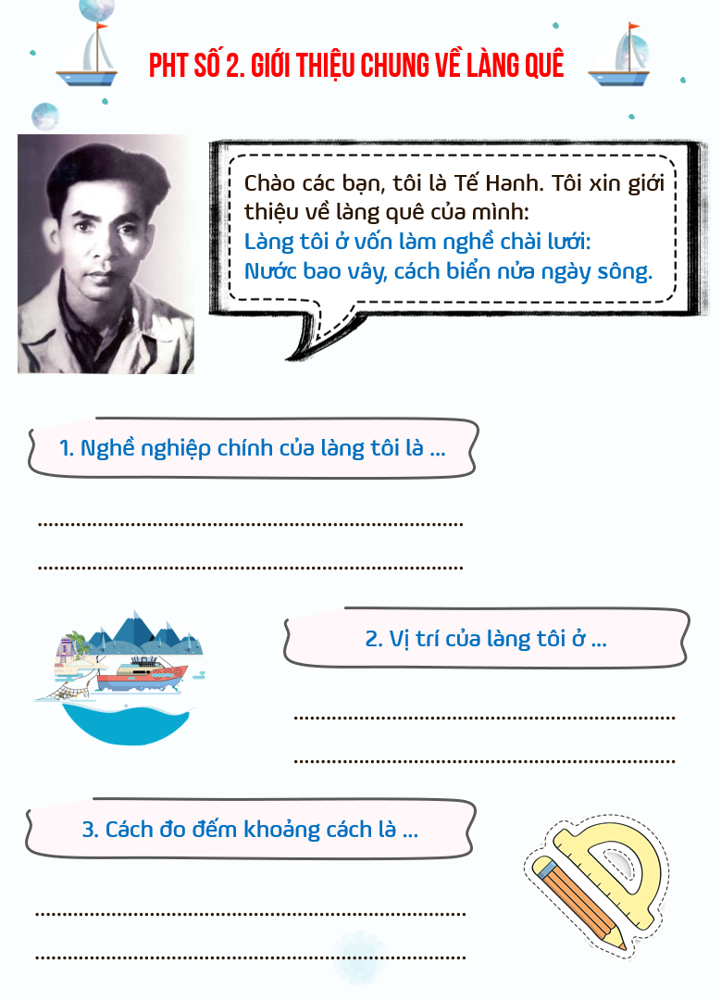 PHT SỐ 2. GIỚI THIỆU CHUNG VỀ LÀNG QUÊ
Chào các bạn, tôi là Tế Hanh. Tôi xin giới
thiệu về làng quê của mình:
Làng tôi ở vốn làm nghề chài lưới:
Nước bao vây, cách biển nửa ngày sông.
1. Nghề nghiệp chính của làng tôi là ...
2. Vị trí của làng tôi ở ...
3. Cách đo đếm khoảng cách là ...